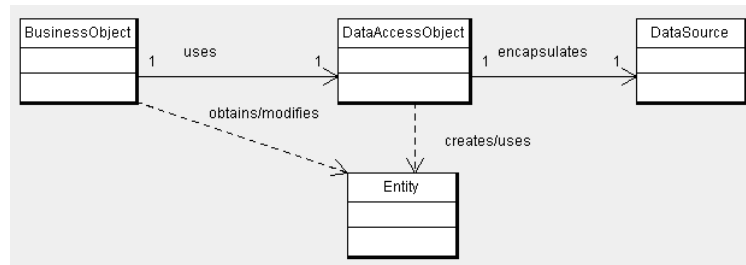 BusinessObject
DataAccessObject
DataSource
uses
encapsulates
1
1
1
1
obtains/modifies
creates/uses
Entity